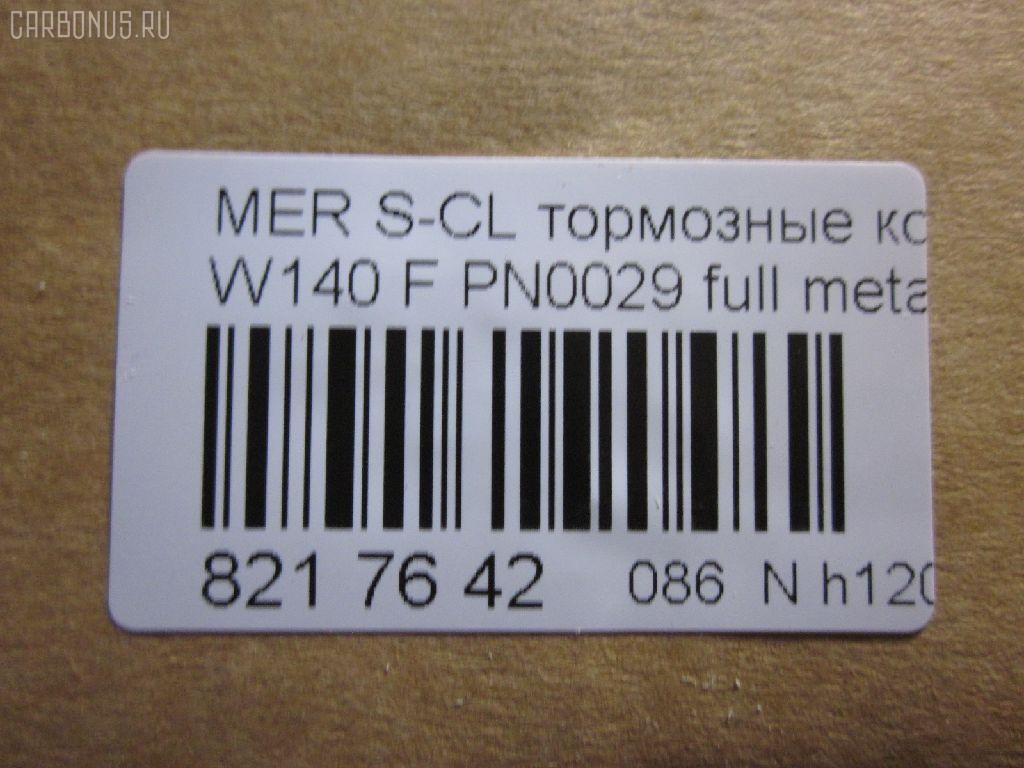 CARBONUS.RU
MER S-CL тормозные ко
W140 F PN0029 full meta
821 76 42 086 N h120